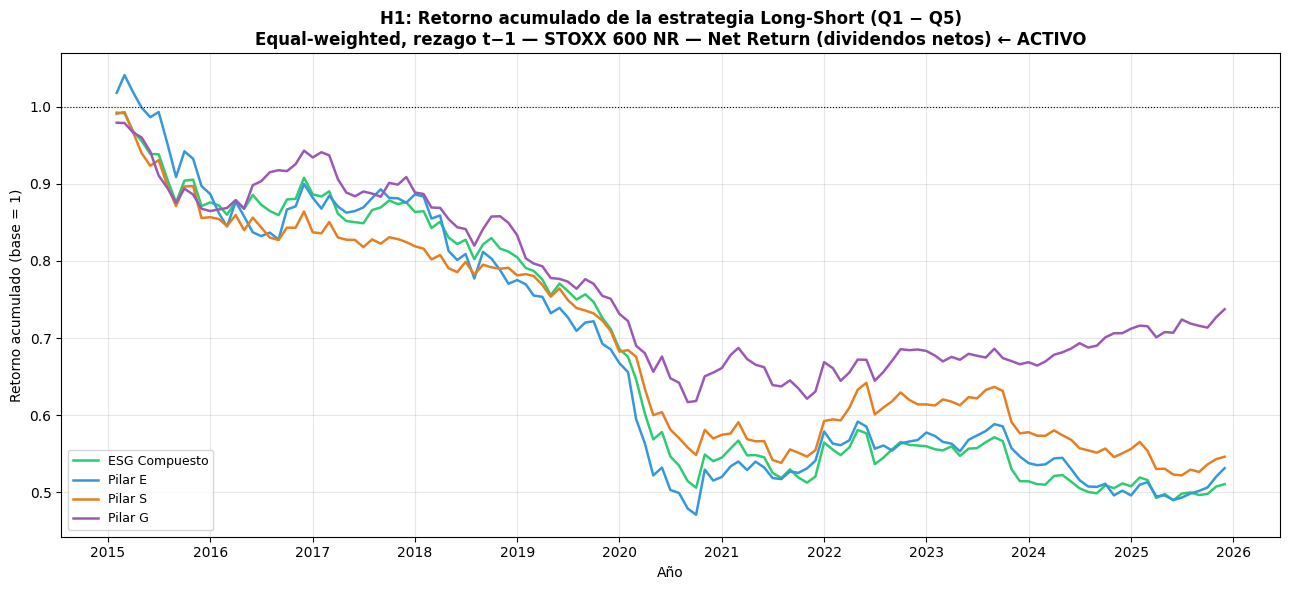 H1: Retorno acumulado de la estrategia Long-Short (Q1 − Q5)
Equal-weighted, rezago t−1 — STOXX 600 NR — Net Return (dividendos netos) ← ACTIVO
Retorno acumulado (base = 1)
1.0
0.9
0.8
0.7
0.6
0.5
ESG Compuesto
Pilar E
Pilar S
Pilar G
2015 2016 2017 2018 2019 2020 2021 2022 2023 2024 2025 2026
Año